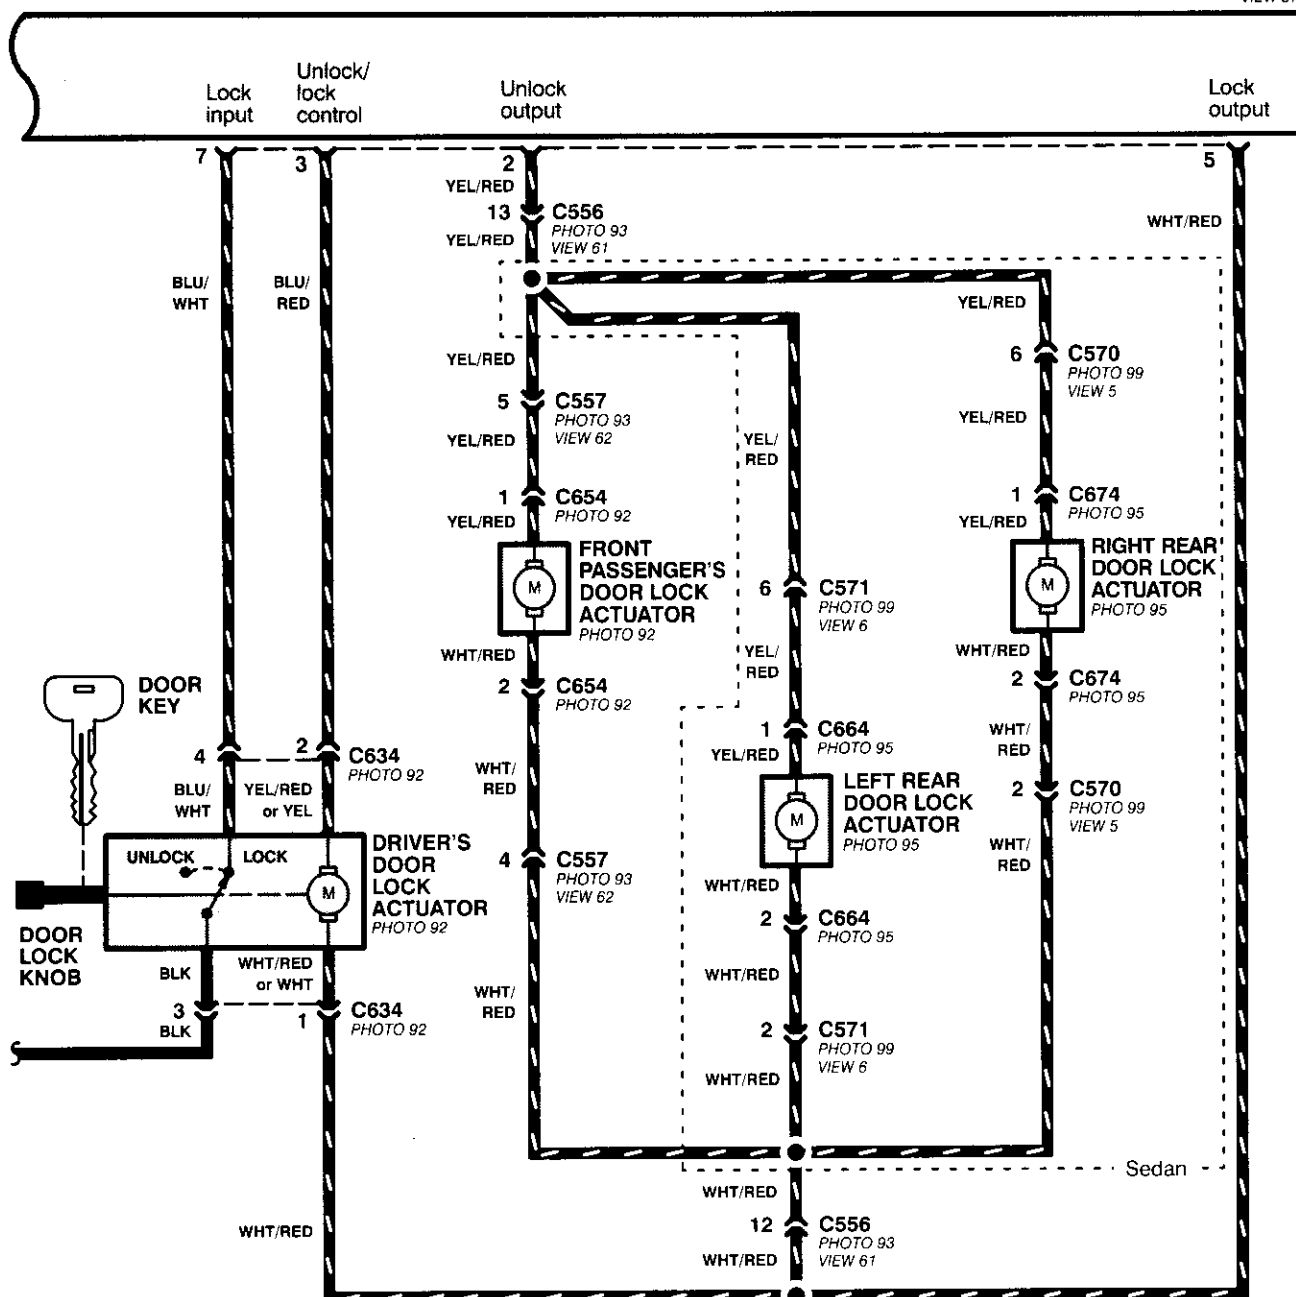 Lock
input
Unlock/
lock
control
Unlock
output
Lock
output
7
3
2
5
YEL/RED
13
C556
PHOTO 93
VIEW 61
YEL/RED
WHT/RED
BLU/
WHT
BLU/
RED
YEL/RED
YEL/RED
6
C570
PHOTO 99
VIEW 5
5
C557
PHOTO 93
VIEW 62
YEL/RED
YEL/
RED
YEL/RED
1
C654
PHOTO 92
YEL/RED
1
C674
PHOTO 95
YEL/RED
FRONT
PASSENGER'S
DOOR LOCK
ACTUATOR
PHOTO 92
M
RIGHT REAR
DOOR LOCK
ACTUATOR
PHOTO 95
M
6
C571
PHOTO 99
VIEW 6
WHT/RED
YEL/
RED
WHT/RED
2
C654
PHOTO 92
2
C674
PHOTO 95
DOOR
KEY
4
2
C634
PHOTO 92
1
C664
PHOTO 95
YEL/RED
WHT/
RED
WHT/
RED
BLU/
WHT
YEL/RED
or YEL
LEFT REAR
DOOR LOCK
ACTUATOR
PHOTO 95
M
2
C570
PHOTO 99
VIEW 5
UNLOCK
LOCK
M
DRIVER'S
DOOR
LOCK
ACTUATOR
PHOTO 92
4
C557
PHOTO 93
VIEW 62
WHT/
RED
WHT/RED
2
C664
PHOTO 95
DOOR
LOCK
KNOB
BLK
WHT/RED
or WHT
WHT/RED
WHT/
RED
3
BLK
1
C634
PHOTO 92
2
C571
PHOTO 99
VIEW 6
WHT/RED
Sedan
WHT/RED
12
C556
PHOTO 93
VIEW 61
WHT/RED
WHT/RED